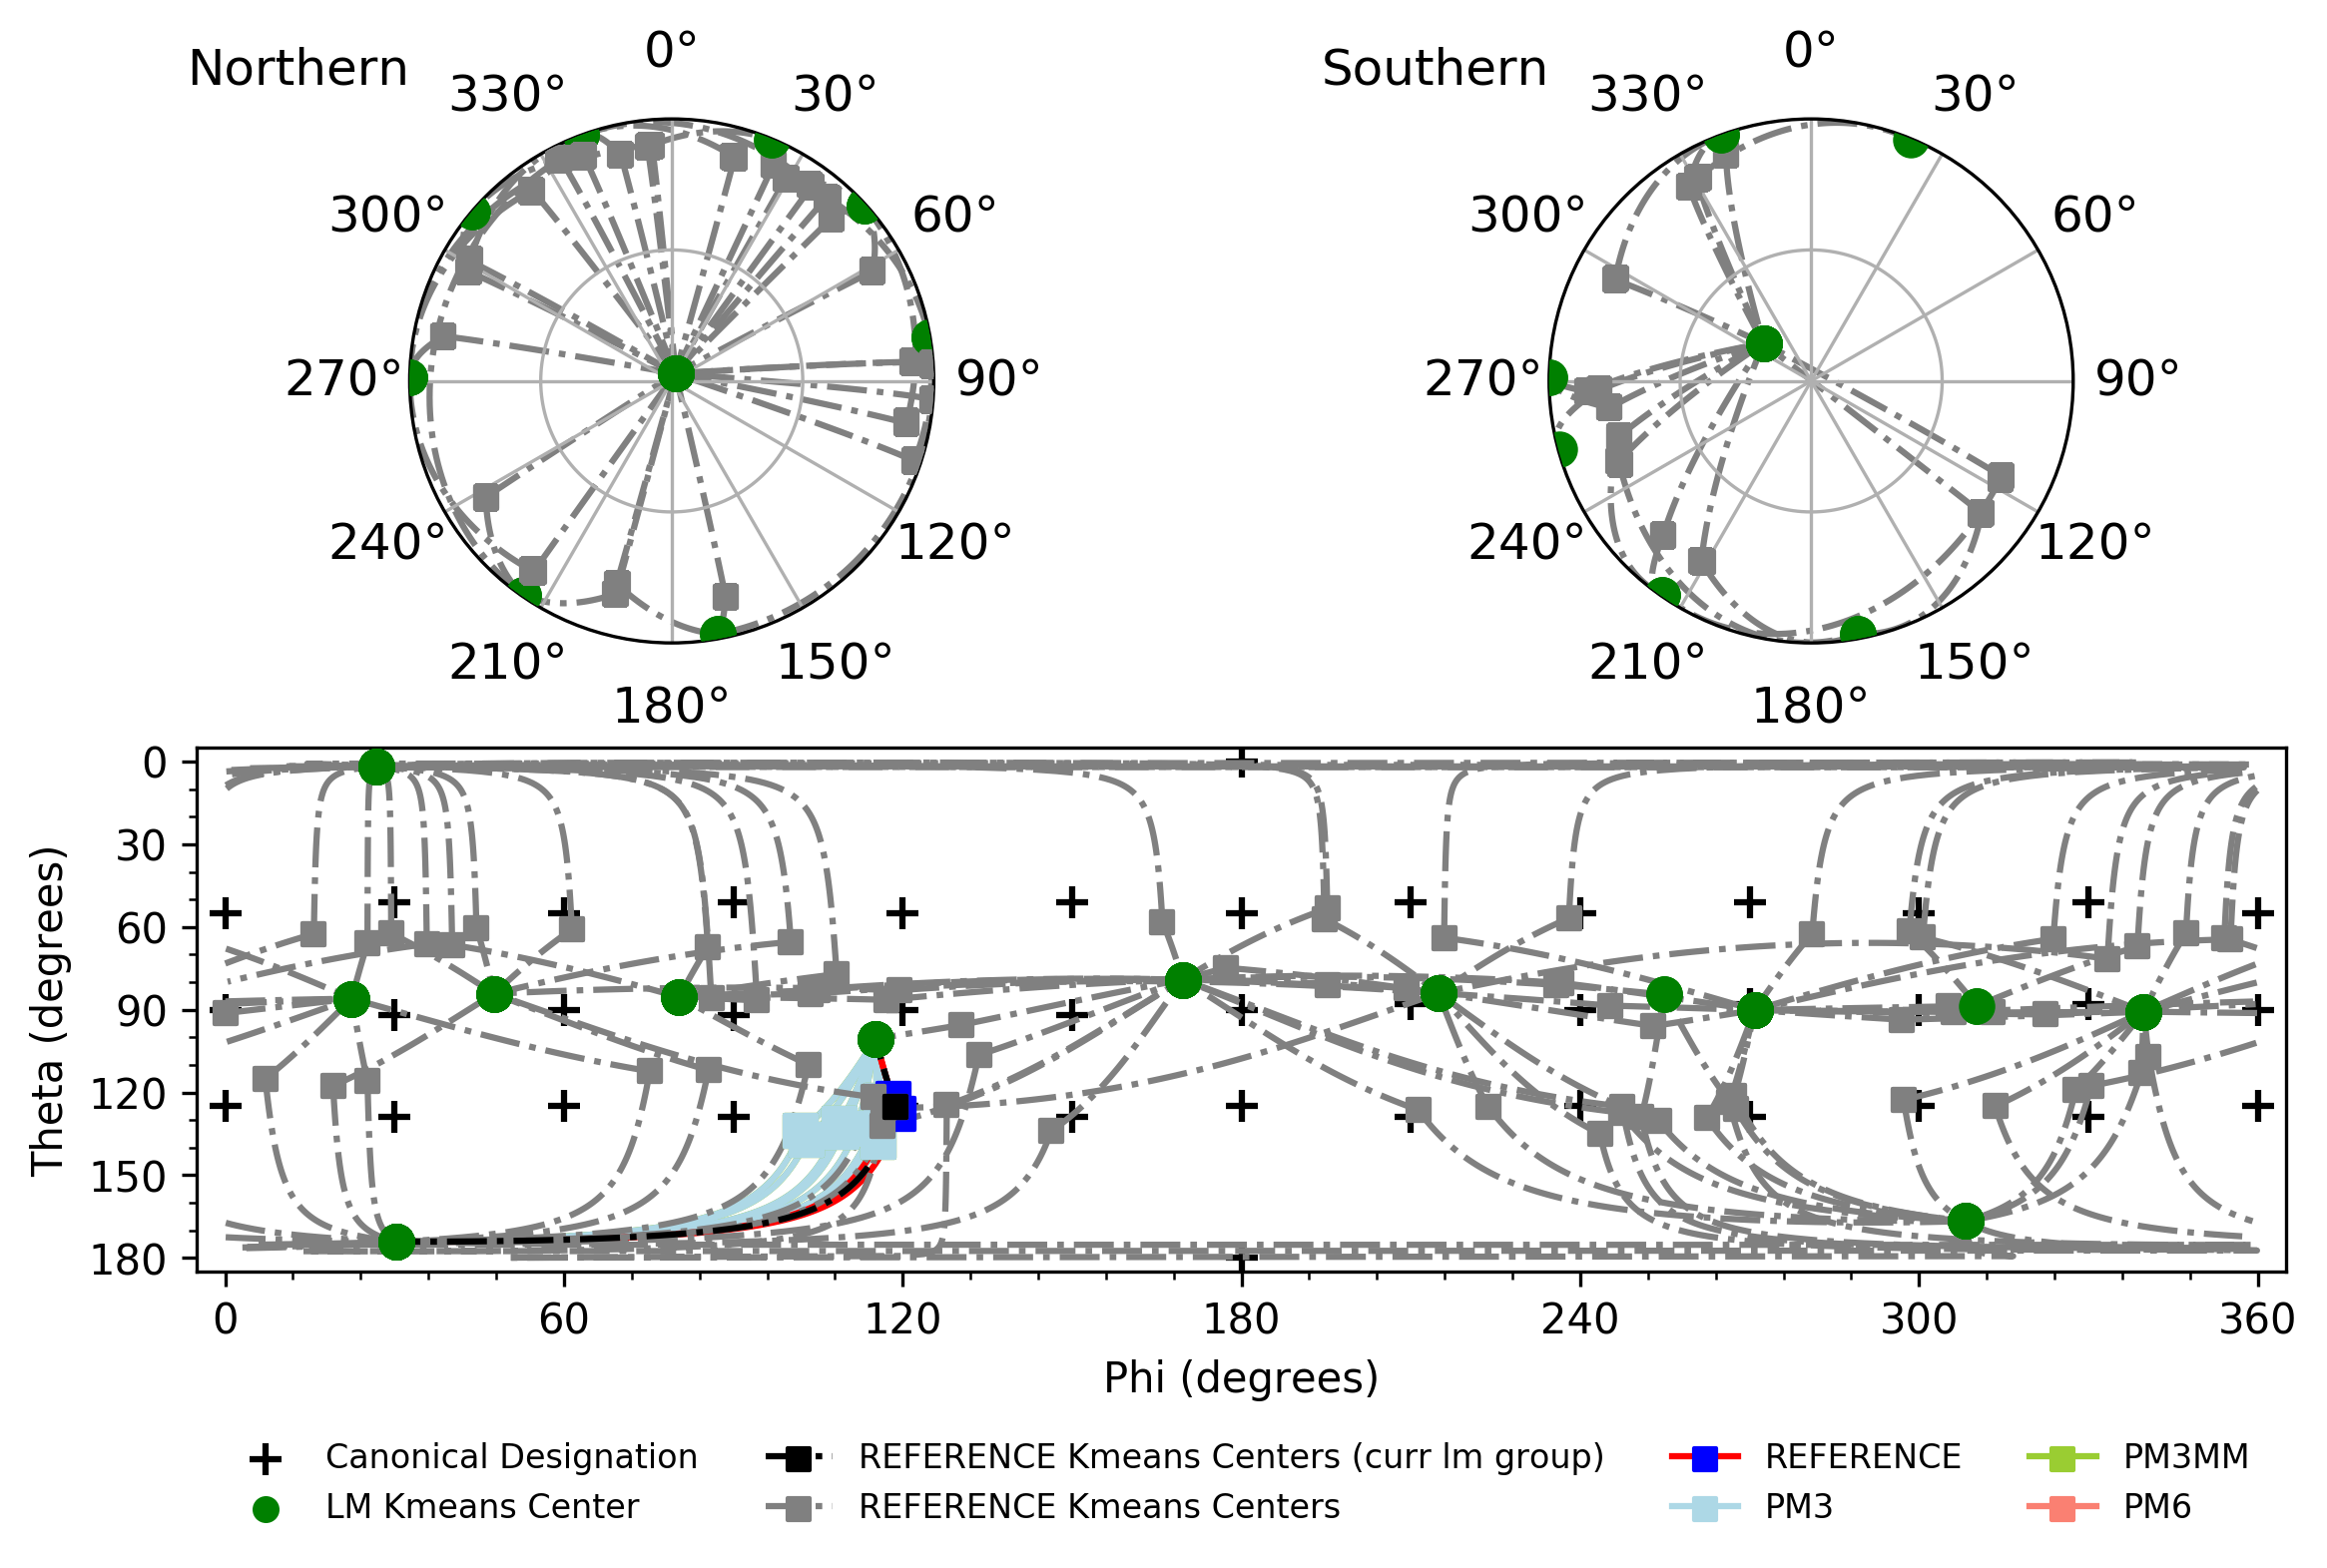 Northern
0°
30°
60°
90°
120°
150°
180°
210°
240°
270°
300°
330°
Southern
0°
30°
60°
90°
120°
150°
180°
210°
240°
270°
300°
330°
Theta (degrees)
0
30
60
90
120
150
180
0 60 120 180 240 300 360
Phi (degrees)
Canonical Designation
LM Kmeans Center
REFERENCE Kmeans Centers (curr lm group)
REFERENCE Kmeans Centers
REFERENCE
PM3
PM3MM
PM6